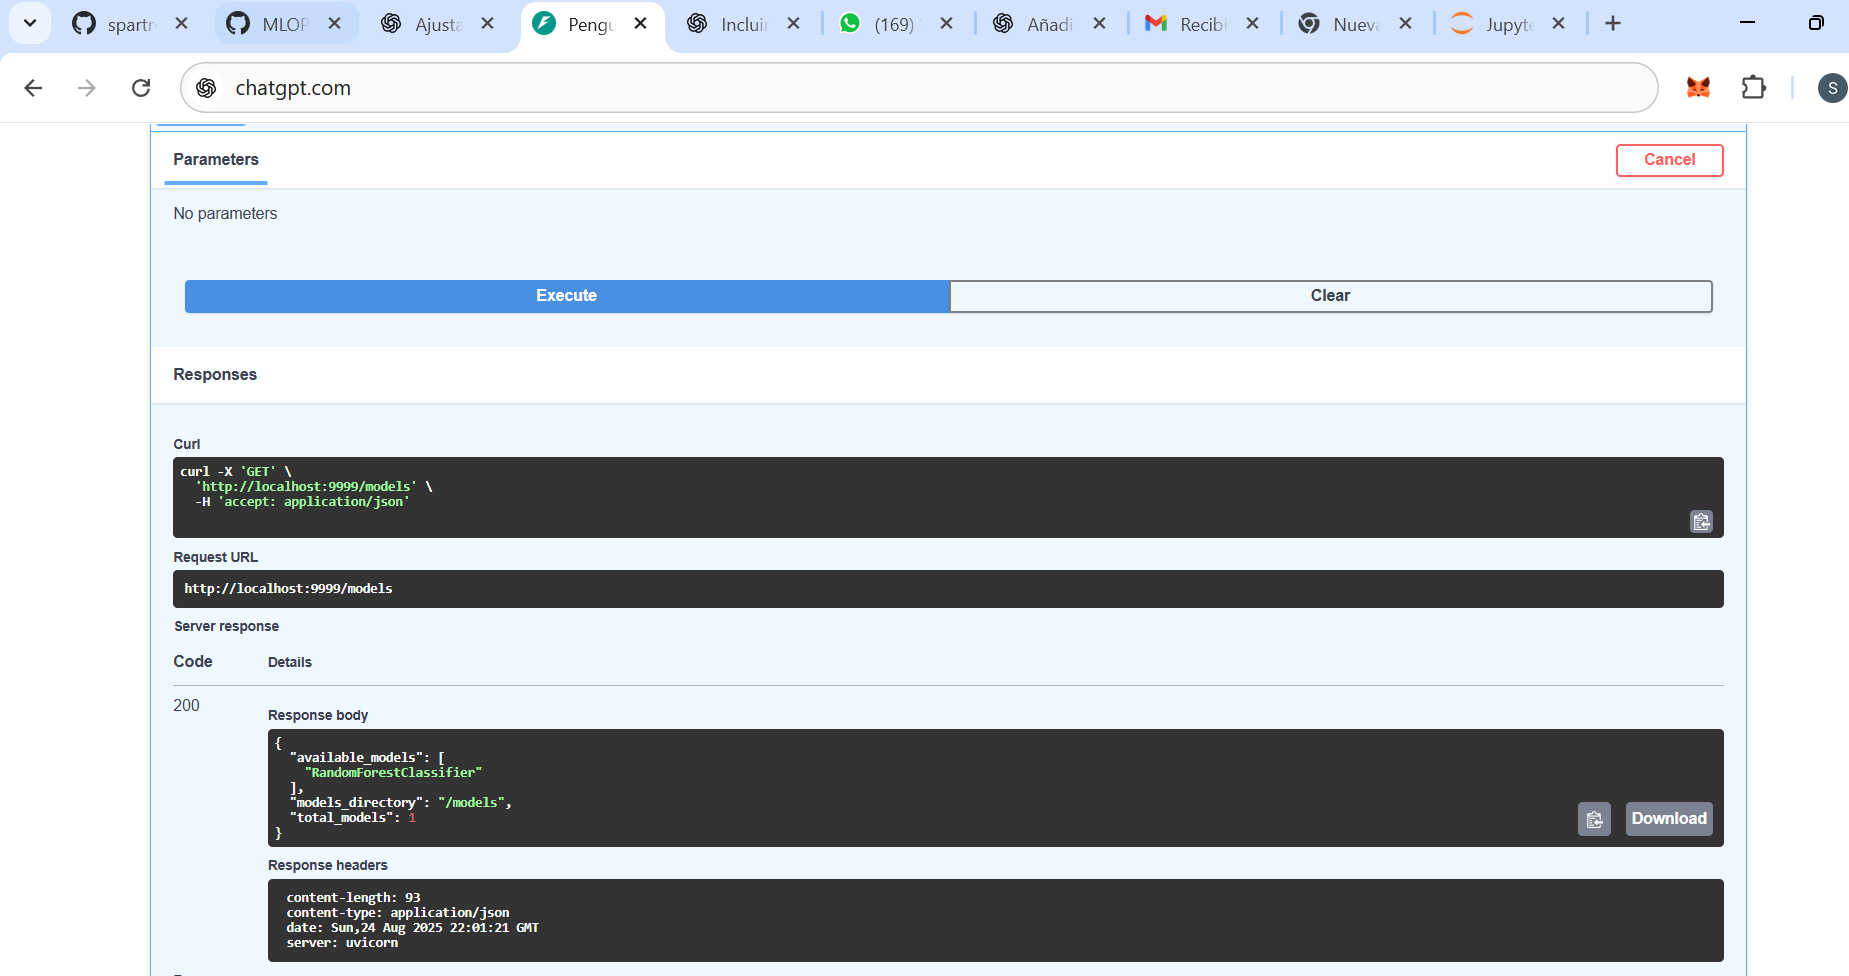 spartr
MLOP
Ajusta
Pengu
Incluir
(169)
Añadi
Recibi
Nueva
Jupyte
chatgpt.com
S
Parameters
Cancel
No parameters
Execute
Clear
Responses
Curl
curl -X 'GET' \
'http://localhost:9999/models' \
-H 'accept: application/json'
Request URL
http://localhost:9999/models
Server response
Code
Details
200
Response body
{
"available_models": [
"RandomForestClassifier"
],
"models_directory": "/models",
"total_models": 1
}
Download
Response headers
content-length: 93
content-type: application/json
date: Sun,24 Aug 2025 22:01:21 GMT
server: uvicorn